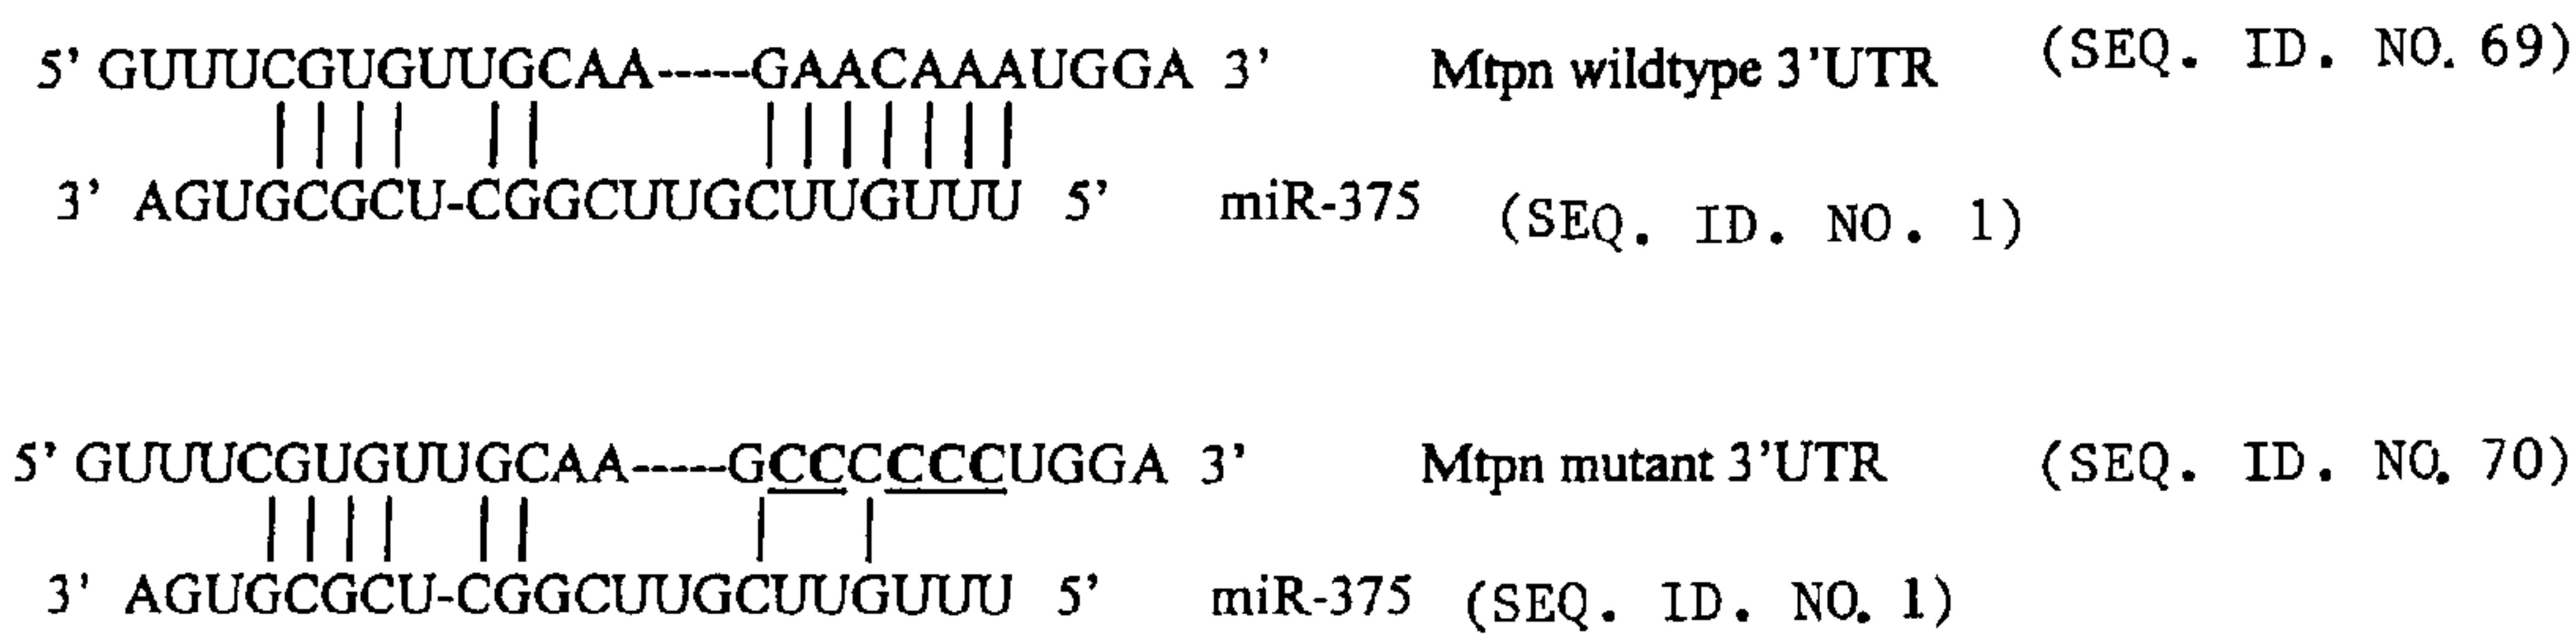 5' GUUUCGUGUUGCAA-----GAACAAAUGGA 3' Mtpn wildtype 3'UTR (SEQ. ID. NO. 69)
3' AGUGCGCU-CGGCUUGCUUGUUU 5' miR-375 (SEQ. ID. NO. 1)
5' GUUUCGUGUUGCAA-----GCCCCCCUGGA 3' Mtpn mutant 3'UTR (SEQ. ID. NO. 70)
3' AGUGCGCU-CGGCUUGCUUGUUU 5' miR-375 (SEQ. ID. NO. 1)